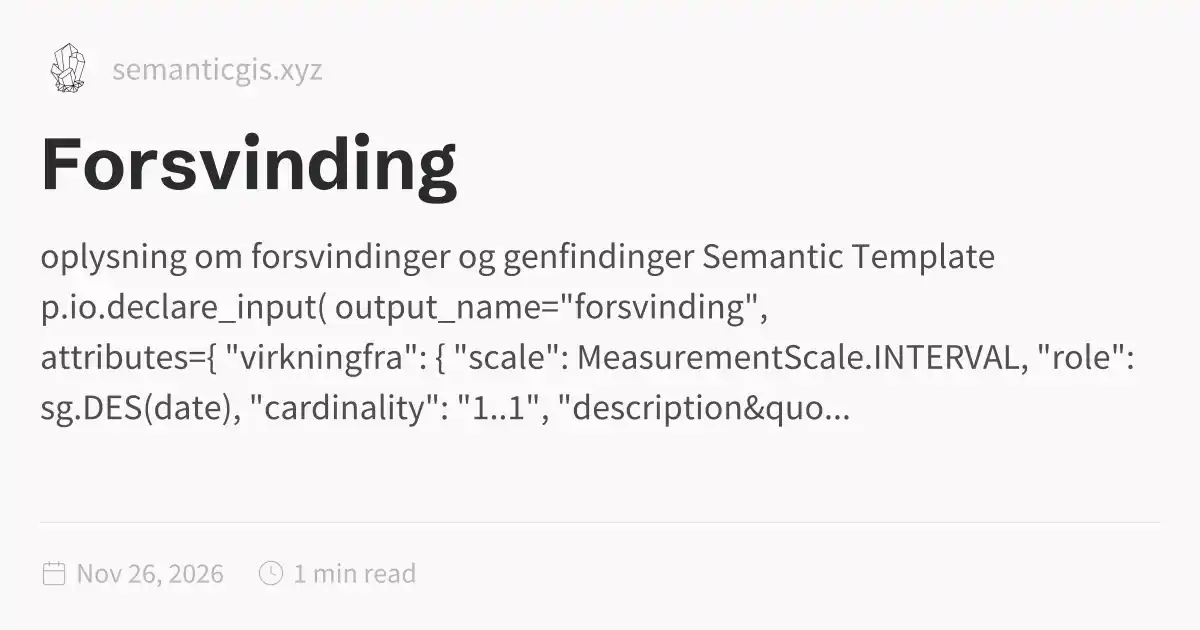 semanticgis.xyz
Forsvinding
oplysning om forsvindinger og genfindinger Semantic Template
p.io.declare_input( output_name="forsvinding",
attributes={ "virkningfra": { "scale": MeasurementScale.INTERVAL, "role":
sg.DES(date), "cardinality": "1..1", "description&quo...
Nov 26, 2026 1 min read